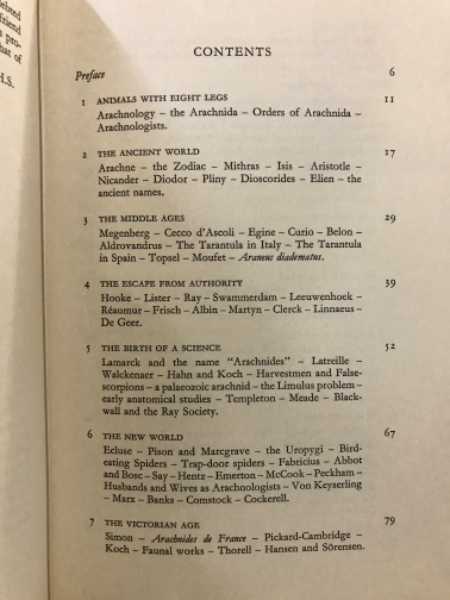 ebted
friend
pro-
hat of
H.S.
CONTENTS
Preface 6
1 ANIMALS WITH EIGHT LEGS 11
Arachnology – the Arachnida – Orders of Arachnida –
Arachnologists.
2 THE ANCIENT WORLD 17
Arachne – the Zodiac – Mithras – Isis – Aristotle –
Nicander – Diodor – Pliny – Dioscorides – Elien – the
ancient names.
3 THE MIDDLE AGES 29
Megenberg – Cecco d'Ascoli – Egine – Curio – Belon –
Aldrovandrus – The Tarantula in Italy – The Tarantula
in Spain – Topsel – Moufet – Araneus diadematus.
4 THE ESCAPE FROM AUTHORITY 39
Hooke – Lister – Ray – Swammerdam – Leeuwenhoek –
Réaumur – Frisch – Albin – Martyn – Clerck – Linnaeus –
De Geer.
5 THE BIRTH OF A SCIENCE 52
Lamarck and the name "Arachnides" – Latreille –
Walckenaer – Hahn and Koch – Harvestmen and False-
scorpions – a palaeozoic arachnid – the Limulus problem –
early anatomical studies – Templeton – Meade – Black-
wall and the Ray Society.
6 THE NEW WORLD 67
Ecluse – Pison and Marcgrave – the Uropygi – Bird-
eating Spiders – Trap-door spiders – Fabricius – Abbot
and Bosc – Say – Hentz – Emerton – McCook – Peckham –
Husbands and Wives as Arachnologists – Von Keyserling
– Marx – Banks – Comstock – Cockerell.
7 THE VICTORIAN AGE 79
Simon – Arachnides de France – Pickard-Cambridge –
Koch – Faunal works – Thorell – Hansen and Sörensen.